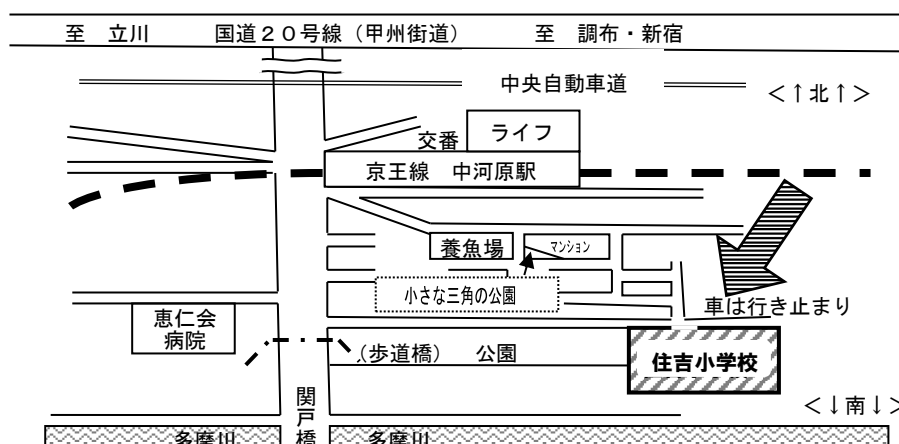 至 立川 国道２０号線（甲州街道） 至 調布・新宿
中央自動車道
＜↑北↑＞
交番
ライフ
京王線 中河原駅
養魚場
マンション
小さな三角の公園
車は行き止まり
恵仁会
病院
（歩道橋） 公園
住吉小学校
＜↓南↓＞
関戸橋
多摩川
多摩川